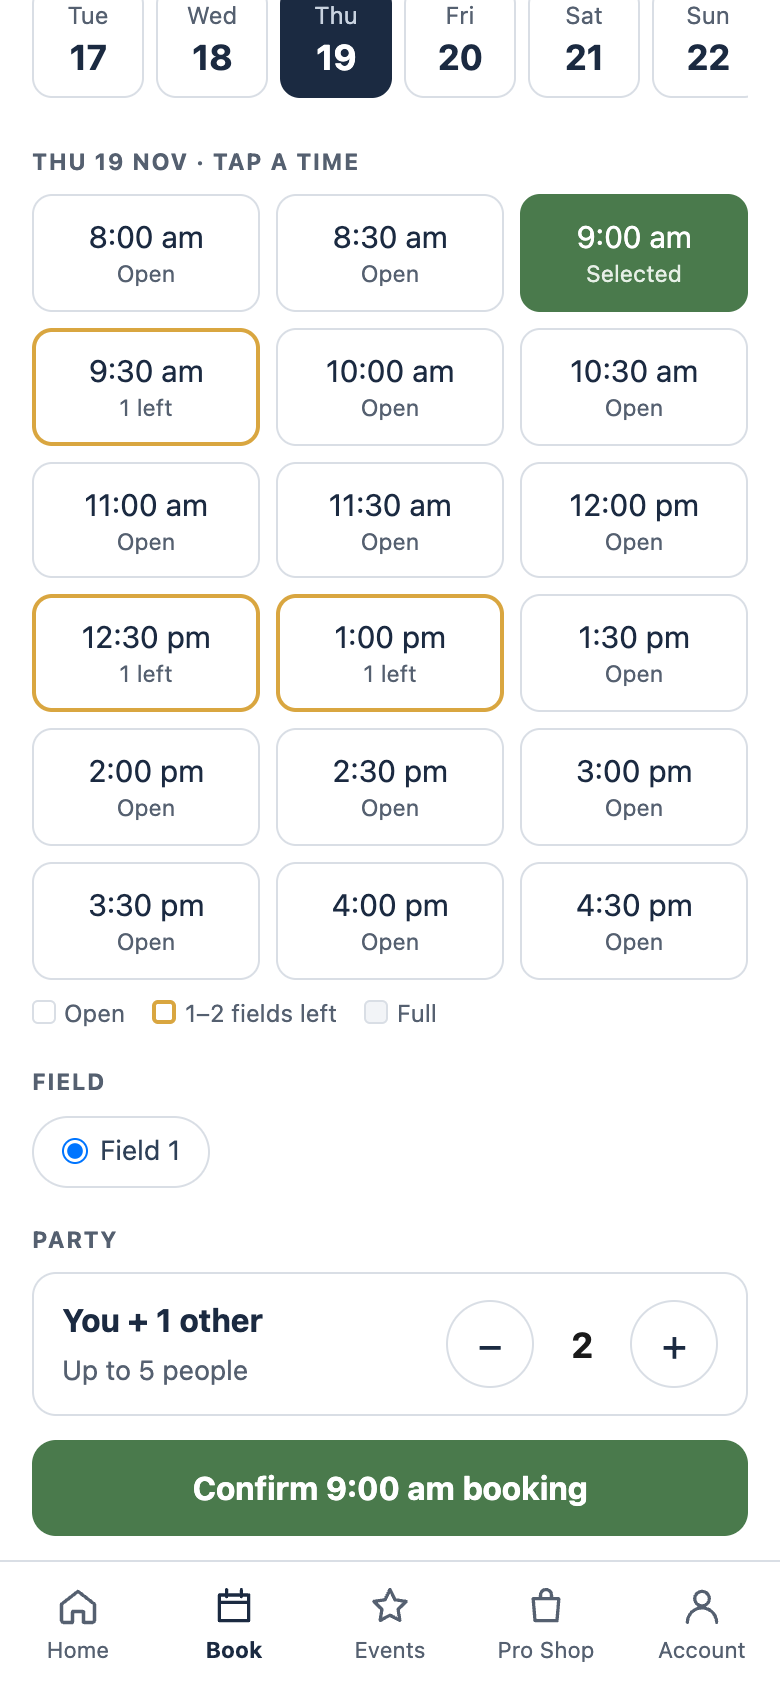 Tue Wed Thu Fri Sat Sun
17 18 19 20 21 22
THU 19 NOV · TAP A TIME
8:00 am 8:30 am 9:00 am
Open Open Selected
9:30 am 10:00 am 10:30 am
1 left Open Open
11:00 am 11:30 am 12:00 pm
Open Open Open
12:30 pm 1:00 pm 1:30 pm
1 left 1 left Open
2:00 pm 2:30 pm 3:00 pm
Open Open Open
3:30 pm 4:00 pm 4:30 pm
Open Open Open
Open 1–2 fields left Full
FIELD
Field 1
PARTY
You + 1 other
Up to 5 people
− 2 +
Confirm 9:00 am booking
Home Book Events Pro Shop Account